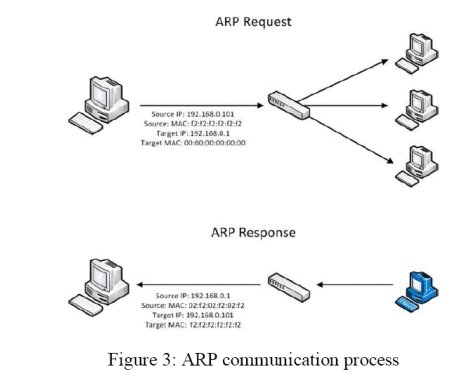 ARP Request
Source IP: 192.168.0.101
Source: MAC: f2:f2:f2:f2:f2:f2
Target IP: 192.168.0.1
Target MAC: 00:00:00:00:00:00
ARP Response
Source IP: 192.168.0.1
Source: MAC: 02:f2:02:f2:02:f2
Target IP: 192.168.0.101
Target MAC: f2:f2:f2:f2:f2:f2
Figure 3: ARP communication process